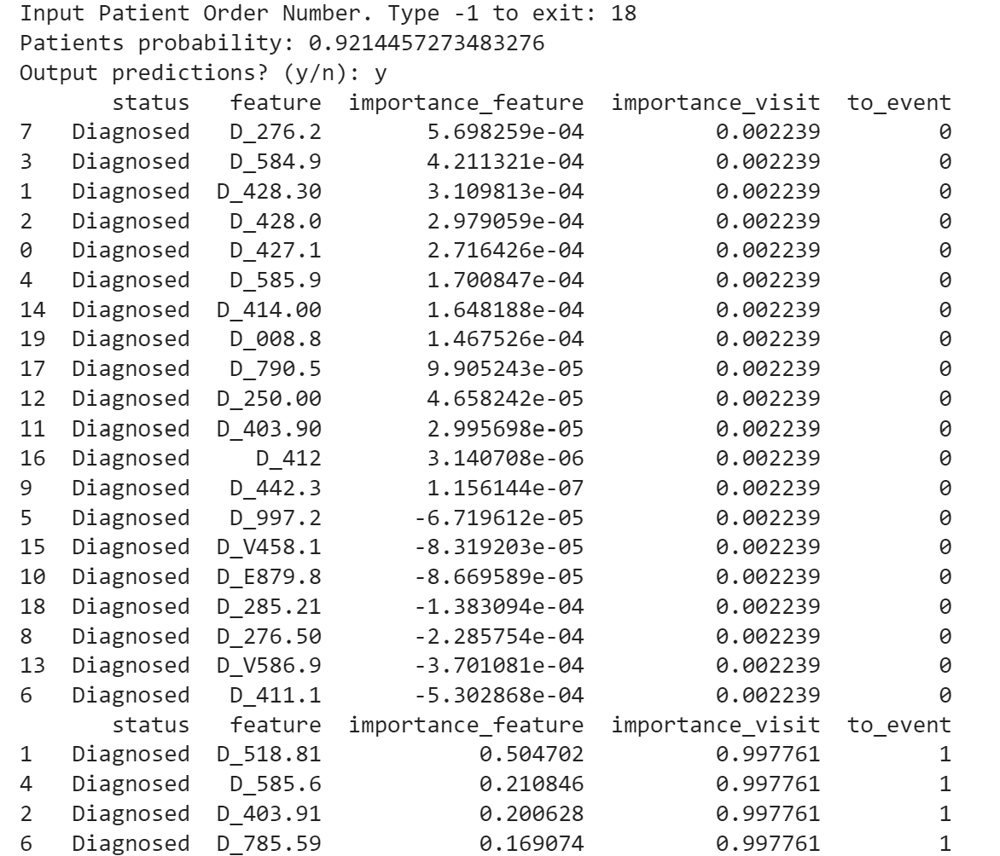 Input Patient Order Number. Type -1 to exit: 18
Patients probability: 0.9214457273483276
Output predictions? (y/n): y
status feature importance_feature importance_visit to_event
7 Diagnosed D_276.2 5.698259e-04 0.002239 0
3 Diagnosed D_584.9 4.211321e-04 0.002239 0
1 Diagnosed D_428.30 3.109813e-04 0.002239 0
2 Diagnosed D_428.0 2.979059e-04 0.002239 0
0 Diagnosed D_427.1 2.716426e-04 0.002239 0
4 Diagnosed D_585.9 1.700847e-04 0.002239 0
14 Diagnosed D_414.00 1.648188e-04 0.002239 0
19 Diagnosed D_008.8 1.467526e-04 0.002239 0
17 Diagnosed D_790.5 9.905243e-05 0.002239 0
12 Diagnosed D_250.00 4.658242e-05 0.002239 0
11 Diagnosed D_403.90 2.995698e-05 0.002239 0
16 Diagnosed D_412 3.140708e-06 0.002239 0
9 Diagnosed D_442.3 1.156144e-07 0.002239 0
5 Diagnosed D_997.2 -6.719612e-05 0.002239 0
15 Diagnosed D_V458.1 -8.319203e-05 0.002239 0
10 Diagnosed D_E879.8 -8.669589e-05 0.002239 0
18 Diagnosed D_285.21 -1.383094e-04 0.002239 0
8 Diagnosed D_276.50 -2.285754e-04 0.002239 0
13 Diagnosed D_V586.9 -3.701081e-04 0.002239 0
6 Diagnosed D_411.1 -5.302868e-04 0.002239 0
status feature importance_feature importance_visit to_event
1 Diagnosed D_518.81 0.504702 0.997761 1
4 Diagnosed D_585.6 0.210846 0.997761 1
2 Diagnosed D_403.91 0.200628 0.997761 1
6 Diagnosed D_785.59 0.169074 0.997761 1